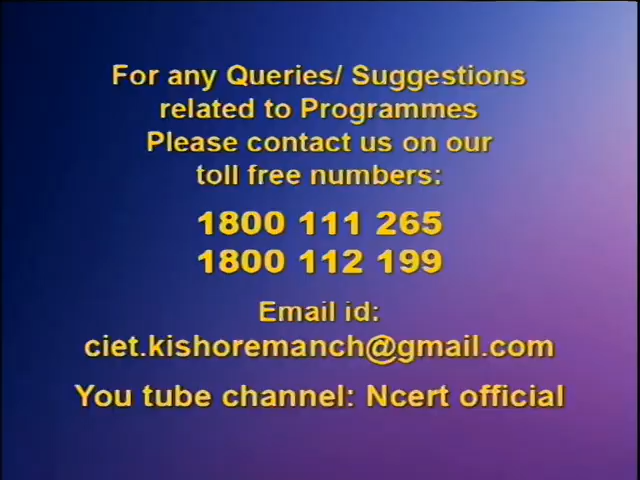 For any Queries/ Suggestions
related to Programmes
Please contact us on our
toll free numbers:
1800 111 265
1800 112 199
Email id:
ciet.kishoremanch@gmail.com
You tube channel: Ncert official